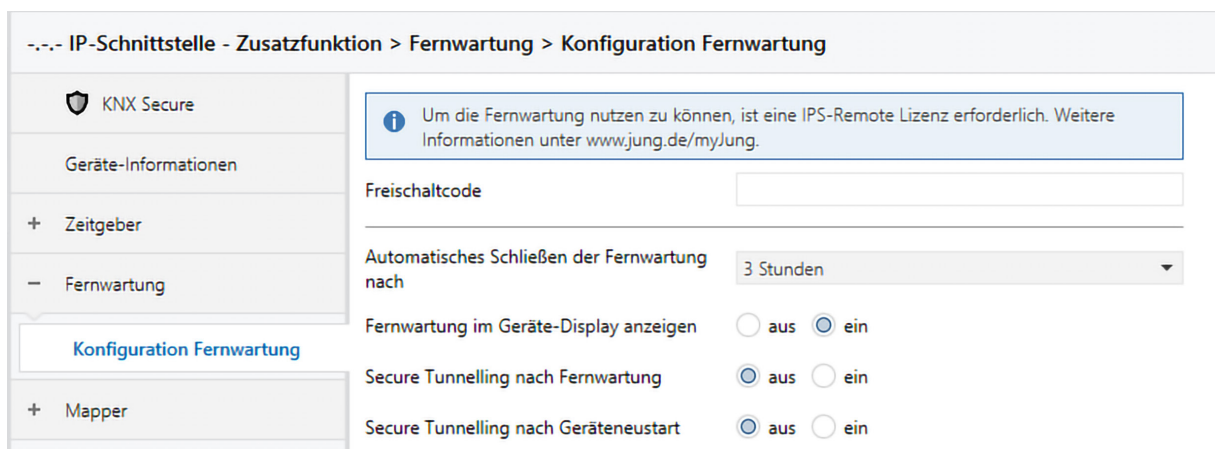 -.-.- IP-Schnittstelle - Zusatzfunktion > Fernwartung > Konfiguration Fernwartung
KNX Secure
Geräte-Informationen
+ Zeitgeber
− Fernwartung
Konfiguration Fernwartung
+ Mapper
Um die Fernwartung nutzen zu können, ist eine IPS-Remote Lizenz erforderlich. Weitere
Informationen unter www.jung.de/myJung.
Freischaltcode
Automatisches Schließen der Fernwartung
nach
3 Stunden
Fernwartung im Geräte-Display anzeigen aus ein
Secure Tunnelling nach Fernwartung aus ein
Secure Tunnelling nach Geräteneustart aus ein